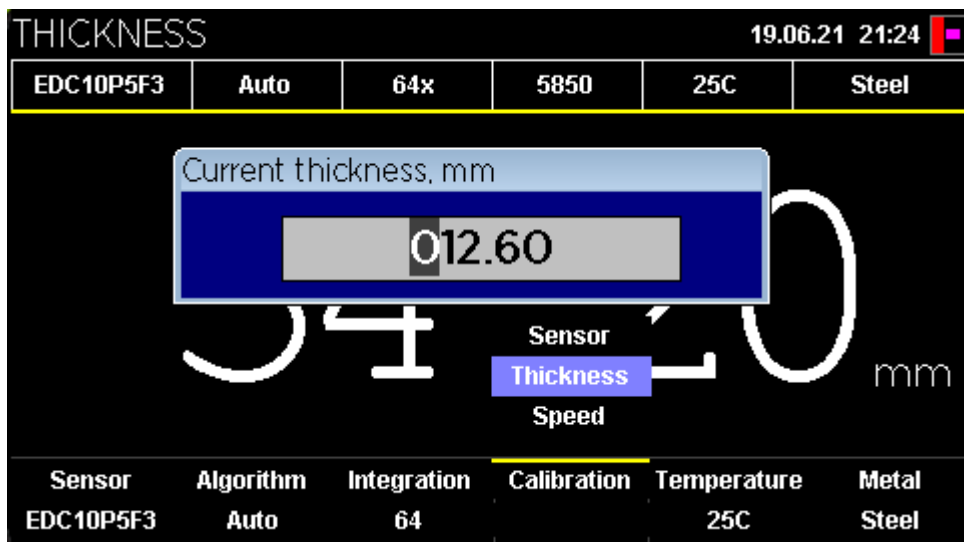 THICKNESS 19.06.21 21:24
EDC10P5F3 Auto 64x 5850 25C Steel
Current thickness, mm
012.60
mm
Sensor
Thickness
Speed
Sensor Algorithm Integration Calibration Temperature Metal
EDC10P5F3 Auto 64 25C Steel